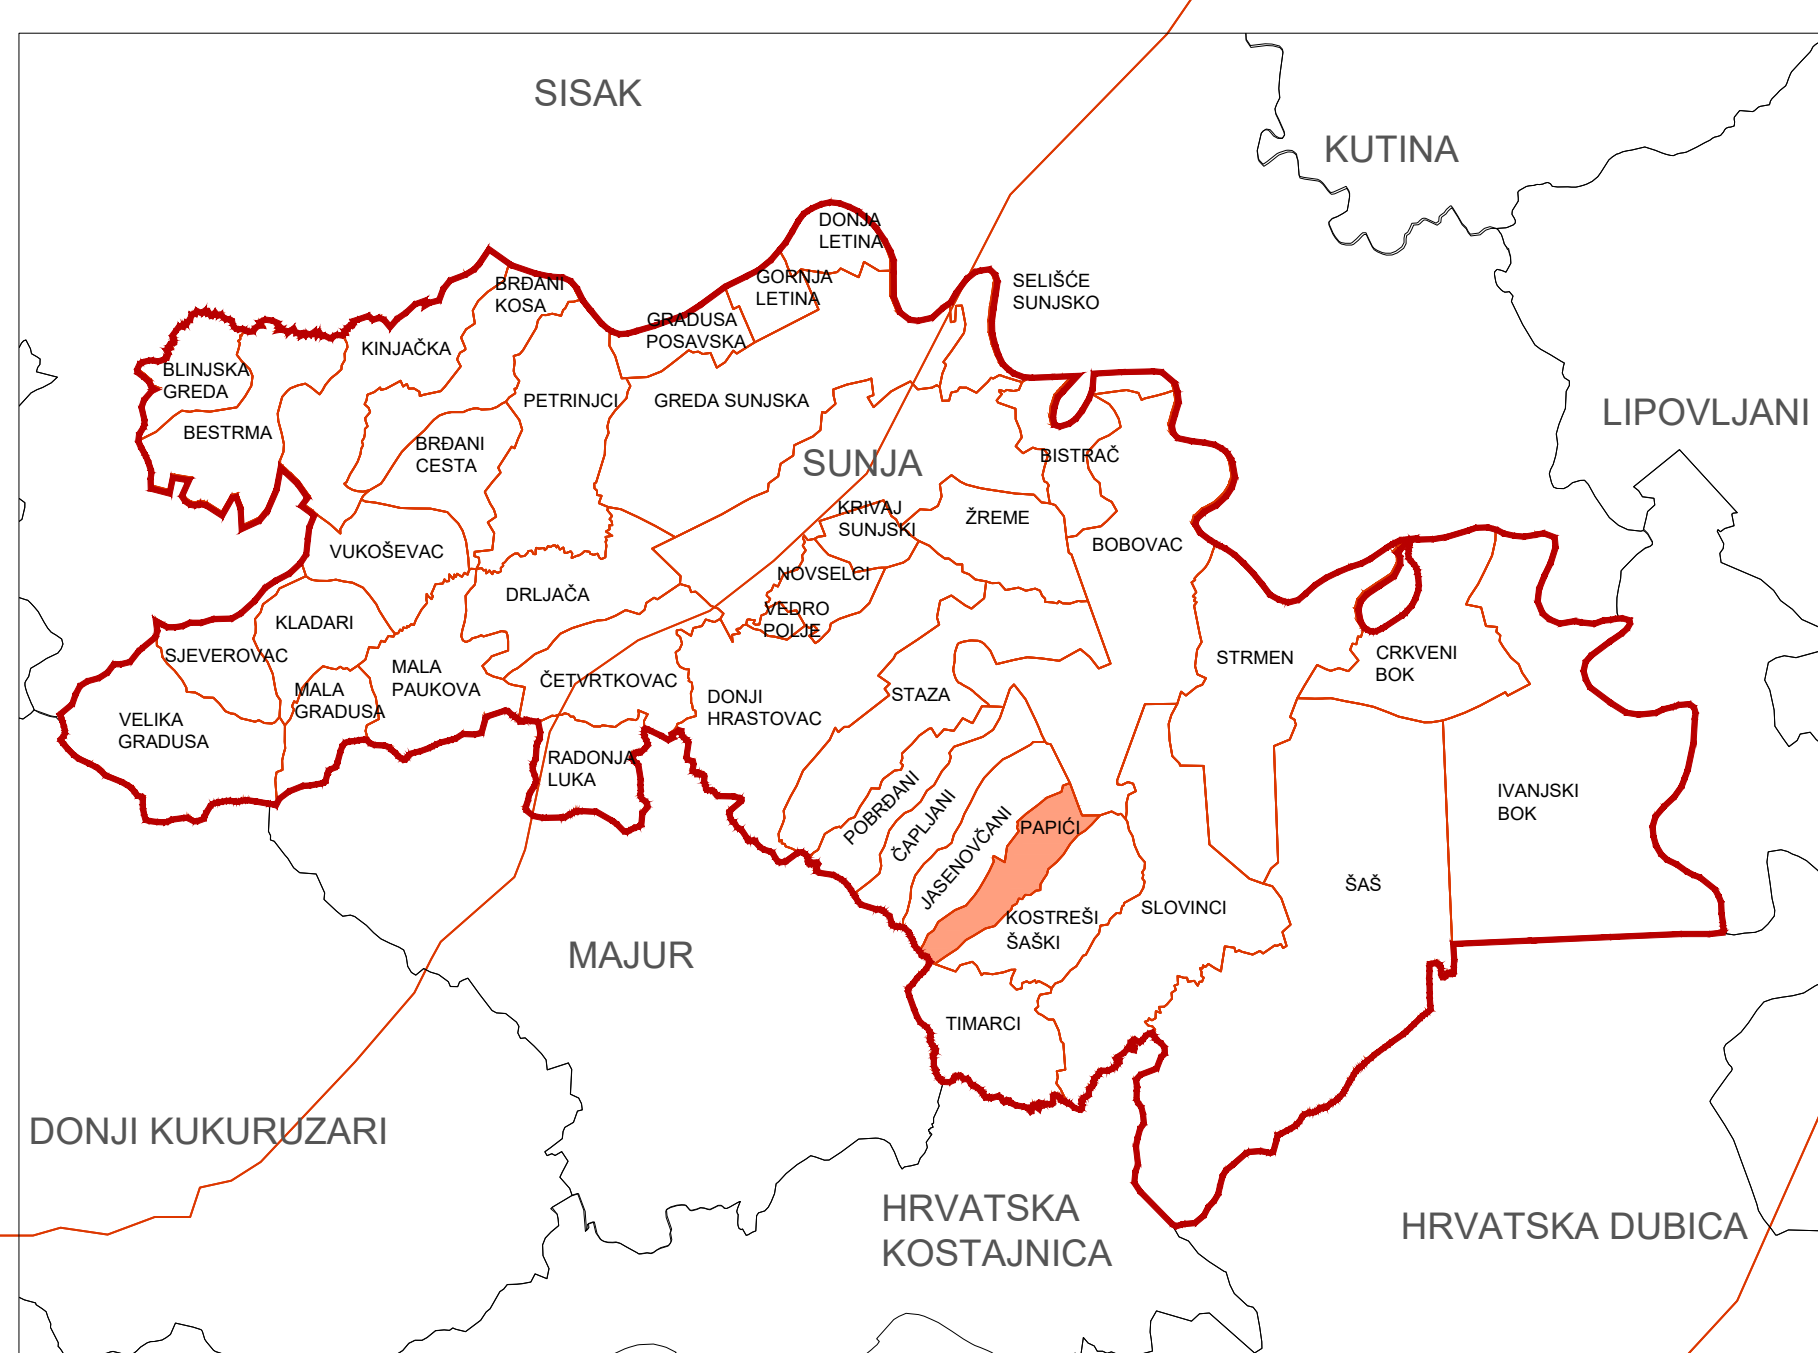 SISAK
KUTINA
DONJA
LETINA
GORNJA
LETINA
SELIŠĆE
SUNJSKO
BRĐANI
KOSA
GRADUSA
POSAVSKA
KINJAČKA
BLINJSKA
GREDA
PETRINJCI
GREDA SUNJSKA
LIPOVLJANI
BESTRMA
BRĐANI
CESTA
SUNJA
BISTRAČ
KRIVAJ
SUNJSKI
ŽREME
BOBOVAC
VUKOŠEVAC
NOVSELCI
DRLJAČA
VEDRO
POLJE
KLADARI
SJEVEROVAC
STRMEN
CRKVENI
BOK
MALA
PAUKOVA
ČETVRTKOVAC
MALA
GRADUSA
DONJI
HRASTOVAC
STAZA
VELIKA
GRADUSA
RADONJA
LUKA
IVANJSKI
BOK
POBRĐANI
ČAPLJANI
JASENOVČANI
PAPIĆI
ŠAŠ
KOSTREŠI
ŠAŠKI
SLOVINCI
MAJUR
TIMARCI
DONJI KUKURUZARI
HRVATSKA
KOSTAJNICA
HRVATSKA DUBICA